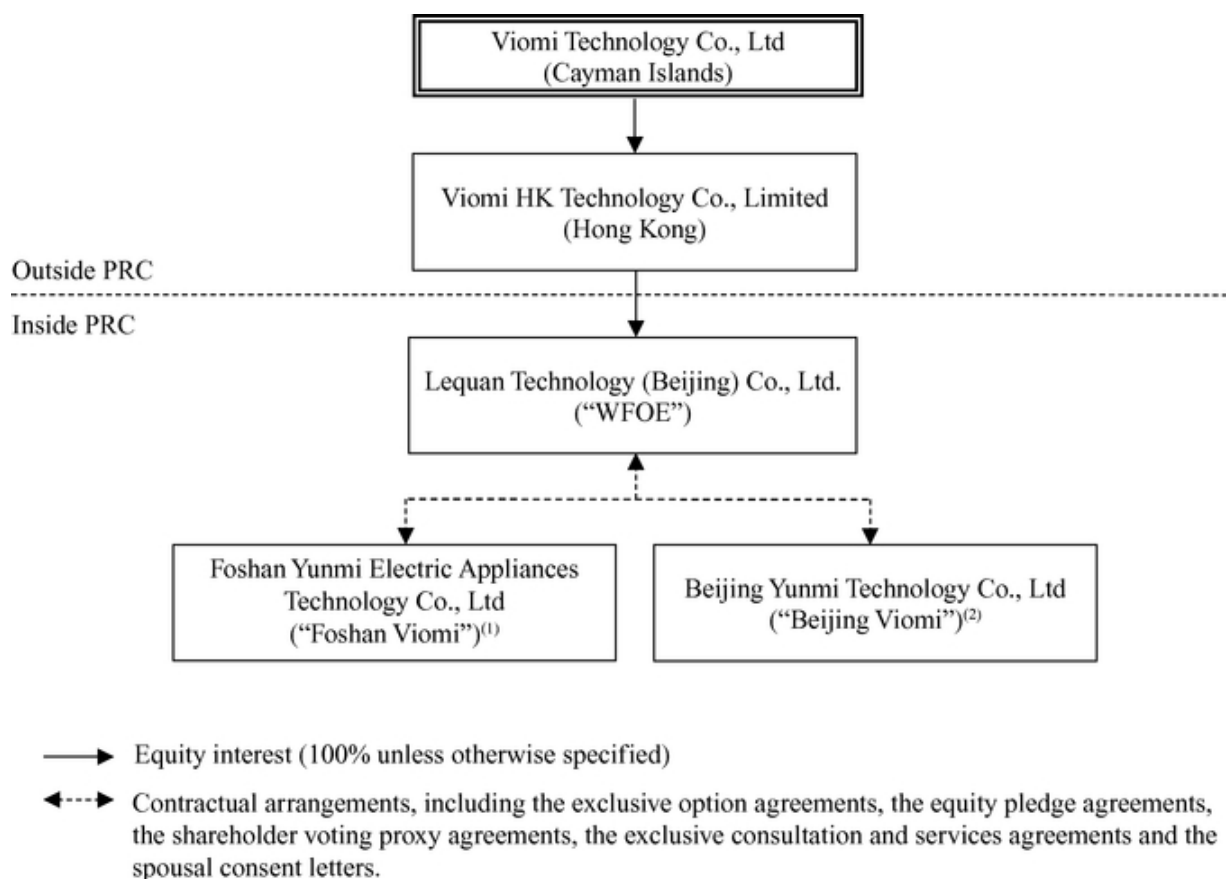 Viomi Technology Co., Ltd
(Cayman Islands)
Viomi HK Technology Co., Limited
(Hong Kong)
Outside PRC
Inside PRC
Lequan Technology (Beijing) Co., Ltd.
(“WFOE”)
Foshan Yunmi Electric Appliances
Technology Co., Ltd
(“Foshan Viomi”)(1)
Beijing Yunmi Technology Co., Ltd
(“Beijing Viomi”)(2)
Equity interest (100% unless otherwise specified)
Contractual arrangements, including the exclusive option agreements, the equity pledge agreements,
the shareholder voting proxy agreements, the exclusive consultation and services agreements and the
spousal consent letters.